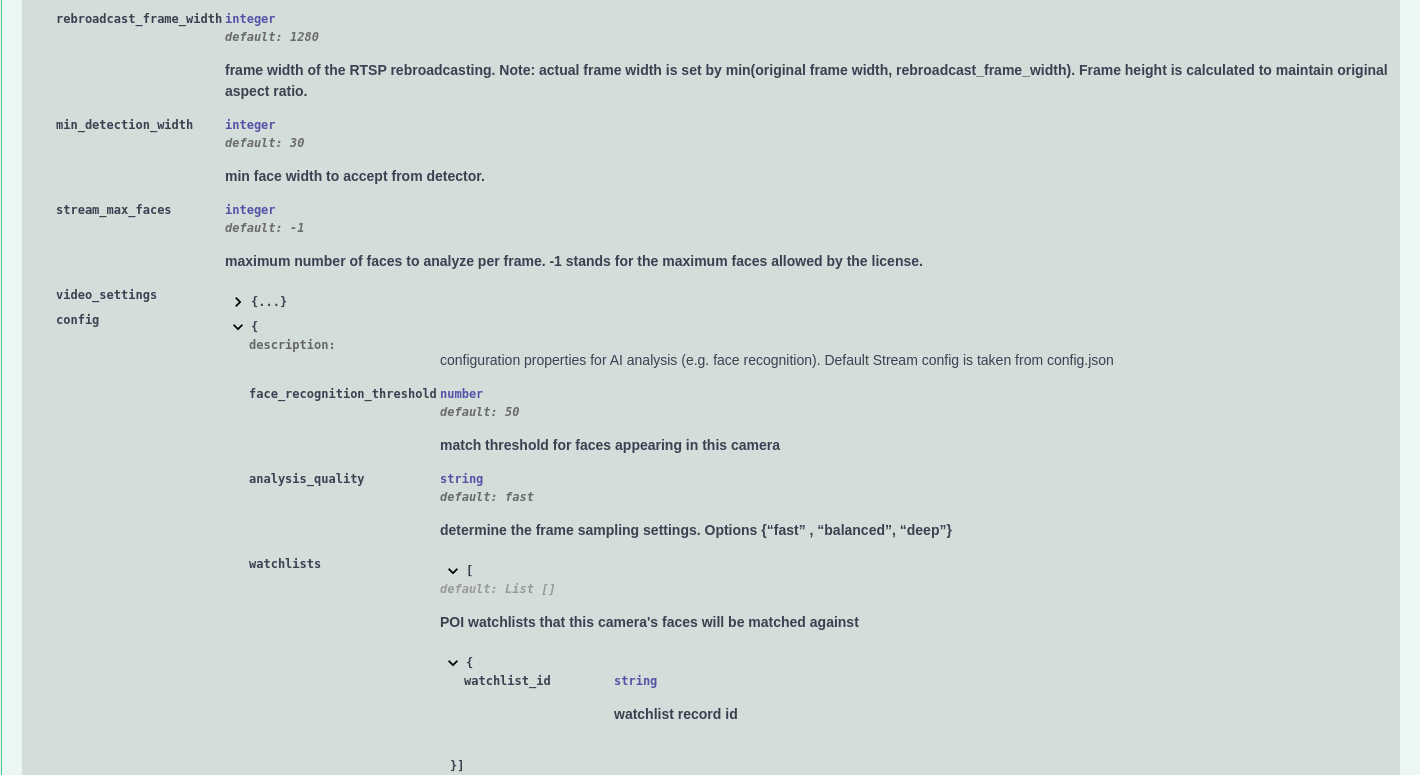 rebroadcast_frame_width integer
default: 1280
frame width of the RTSP rebroadcasting. Note: actual frame width is set by min(original frame width, rebroadcast_frame_width). Frame height is calculated to maintain original
aspect ratio.
min_detection_width integer
default: 30
min face width to accept from detector.
stream_max_faces integer
default: -1
maximum number of faces to analyze per frame. -1 stands for the maximum faces allowed by the license.
video_settings {...}
config {
description:
configuration properties for AI analysis (e.g. face recognition). Default Stream config is taken from config.json
face_recognition_threshold number
default: 50
match threshold for faces appearing in this camera
analysis_quality string
default: fast
determine the frame sampling settings. Options {“fast” , “balanced”, “deep”}
watchlists [
default: List []
POI watchlists that this camera's faces will be matched against
{
watchlist_id string
watchlist record id
}]